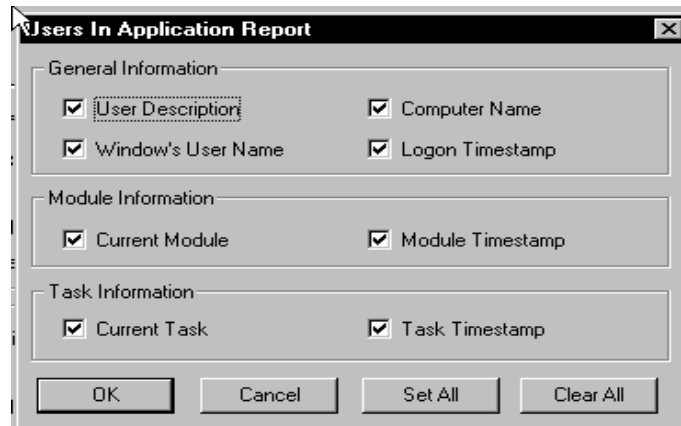 Users In Application Report
General Information
User Description
Computer Name
Window's User Name
Logon Timestamp
Module Information
Current Module
Module Timestamp
Task Information
Current Task
Task Timestamp
OK
Cancel
Set All
Clear All